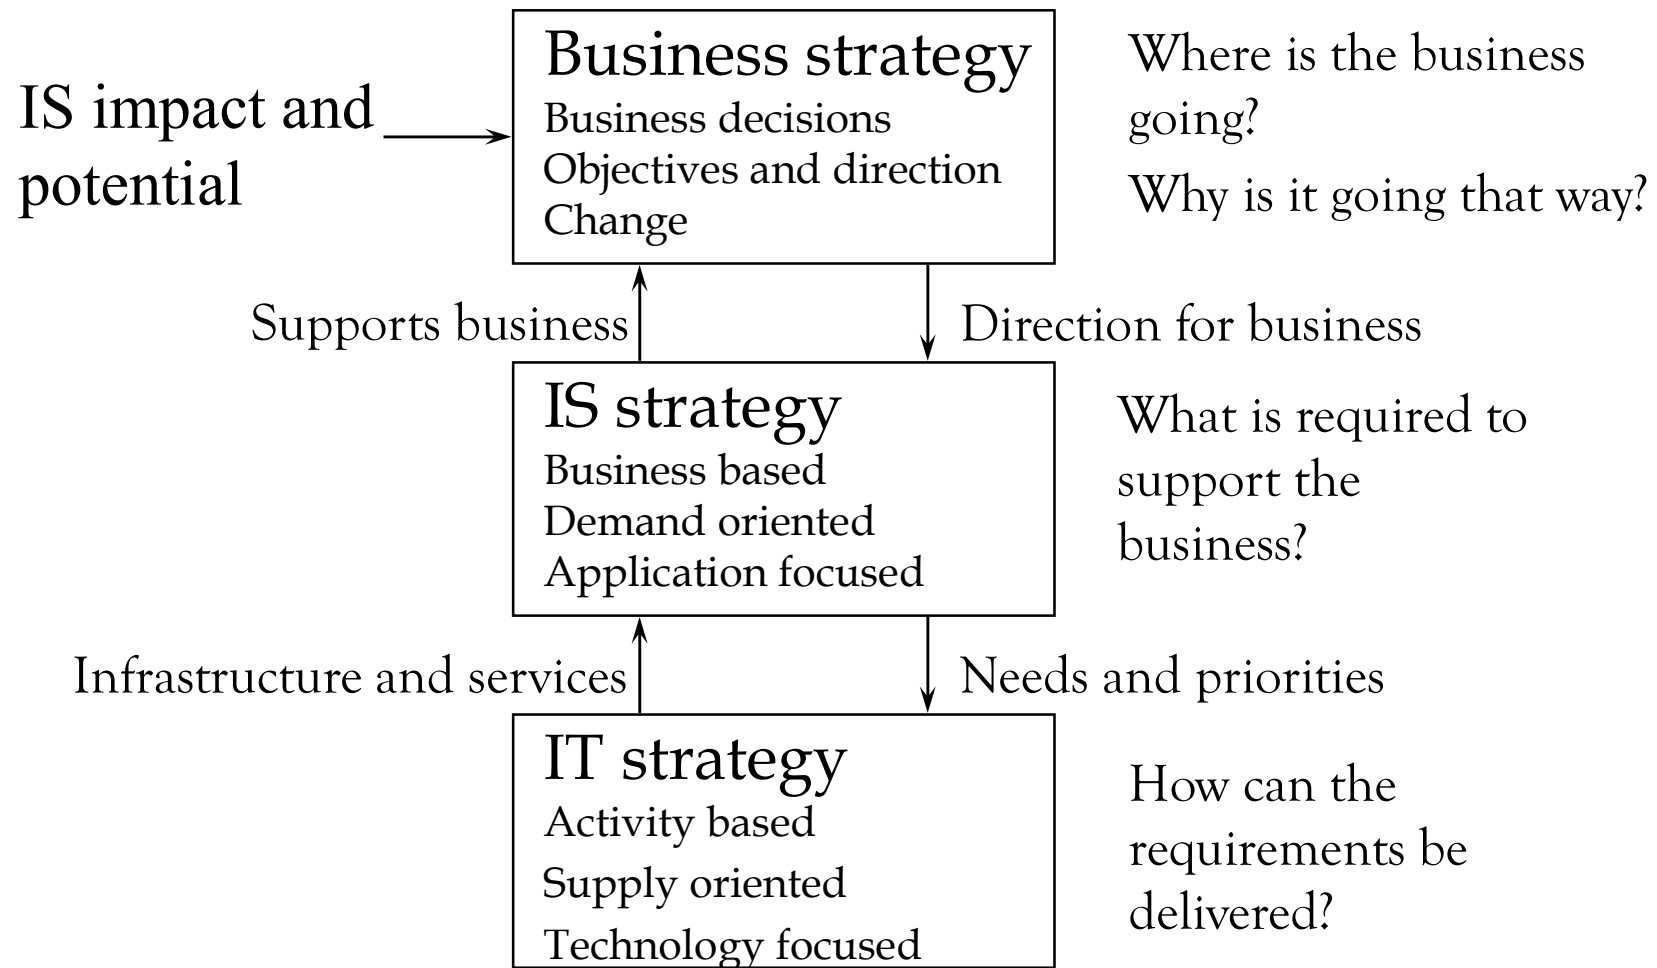 IS impact and
potential
Business strategy
Business decisions
Objectives and direction
Change
Where is the business
going?
Why is it going that way?
Supports business
Direction for business
IS strategy
Business based
Demand oriented
Application focused
What is required to
support the
business?
Infrastructure and services
Needs and priorities
IT strategy
Activity based
Supply oriented
Technology focused
How can the
requirements be
delivered?